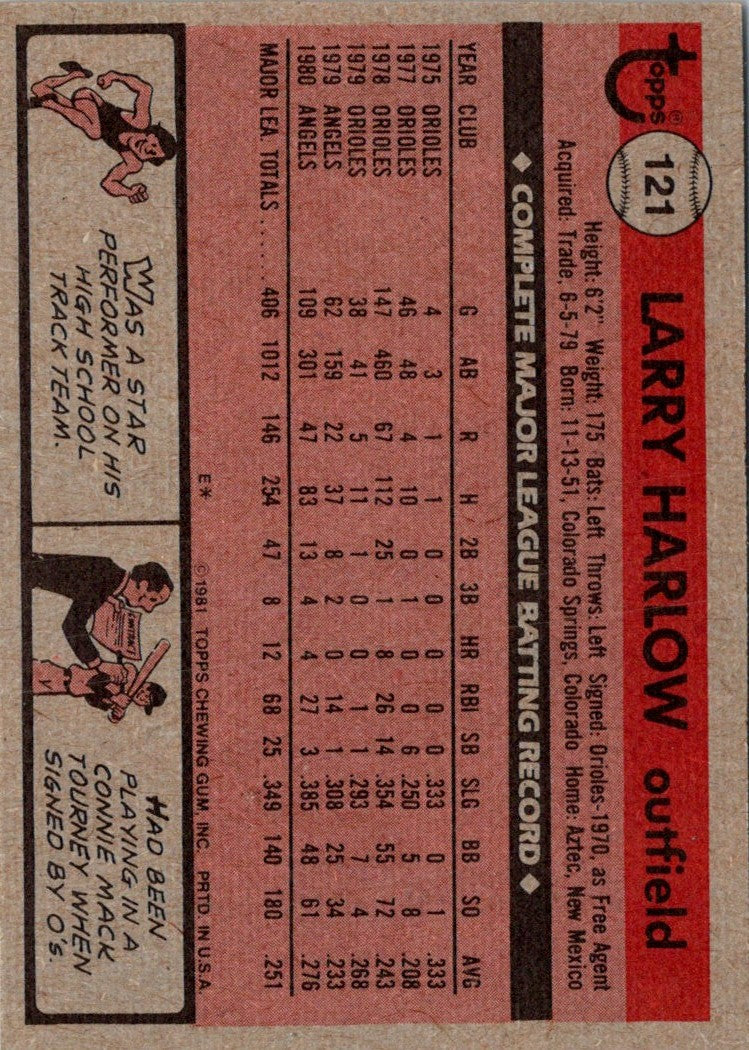 topps®
121 LARRY HARLOW outfield
Height: 6'2" Weight: 175 Bats: Left Throws: Left Signed: Orioles-1970, as Free Agent
Acquired: Trade, 6-5-79 Born: 11-13-51, Colorado Springs, Colorado Home: Aztec, New Mexico
◆ COMPLETE MAJOR LEAGUE BATTING RECORD ◆
YEAR CLUB G AB R H 2B 3B HR RBI SB SLG BB SO AVG
1975 ORIOLES 4 3 1 1 0 0 0 0 0 .333 0 1 .333
1977 ORIOLES 46 48 4 10 0 1 0 0 6 .250 5 8 .208
1978 ORIOLES 147 460 67 112 25 1 8 26 14 .354 55 72 .243
1979 ORIOLES 38 41 5 11 1 0 0 1 1 .293 7 4 .268
1979 ANGELS 62 159 22 37 8 2 0 14 1 .308 25 34 .233
1980 ANGELS 109 301 47 83 13 4 4 27 3 .385 48 61 .276
MAJOR LEA TOTALS...... 406 1012 146 254 47 8 12 68 25 .349 140 180 .251
E* ©1981 TOPPS CHEWING GUM, INC. PRTD. IN U.S.A.
WAS A STAR
PERFORMER ON HIS
HIGH SCHOOL
TRACK TEAM.
HAD BEEN
PLAYING IN A
CONNIE MACK
TOURNEY WHEN
SIGNED BY O's.